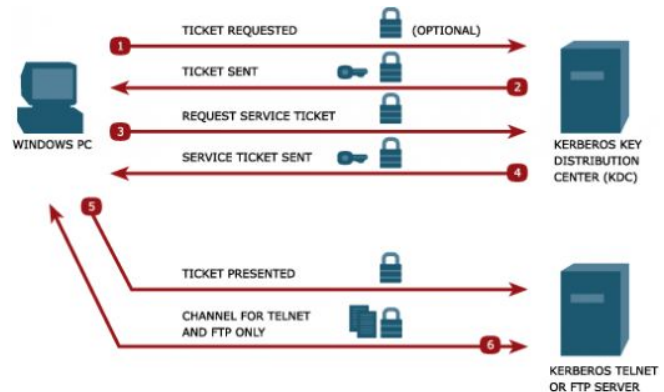 TICKET REQUESTED
(OPTIONAL)
1
TICKET SENT
2
REQUEST SERVICE TICKET
3
WINDOWS PC
KERBEROS KEY
DISTRIBUTION
CENTER (KDC)
SERVICE TICKET SENT
4
5
TICKET PRESENTED
CHANNEL FOR TELNET
AND FTP ONLY
6
KERBEROS TELNET
OR FTP SERVER